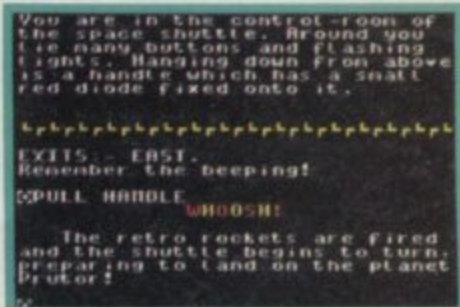 You are in the control-room of
the space shuttle. Around you
lie many buttons and flashing
lights. Hanging down from above
is a handle which has a small
red diode fixed onto it.
EXITS:- EAST.
Remember the beeping!
PULL HANDLE
WHOOSH!
The retro rockets are fired
and the shuttle begins to turn,
preparing to land on the planet
Prutor!